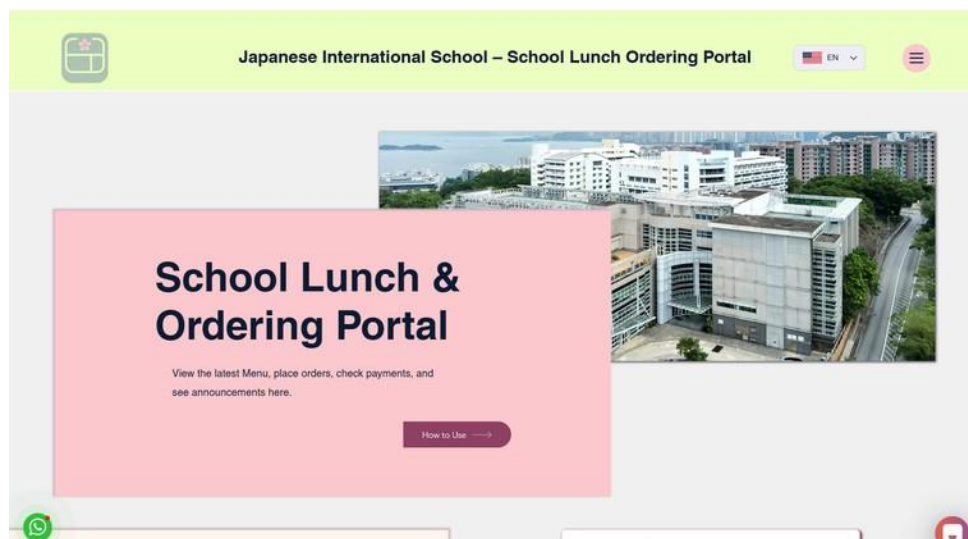 Japanese International School – School Lunch Ordering Portal
EN
School Lunch &
Ordering Portal
View the latest Menu, place orders, check payments, and
see announcements here.
How to Use